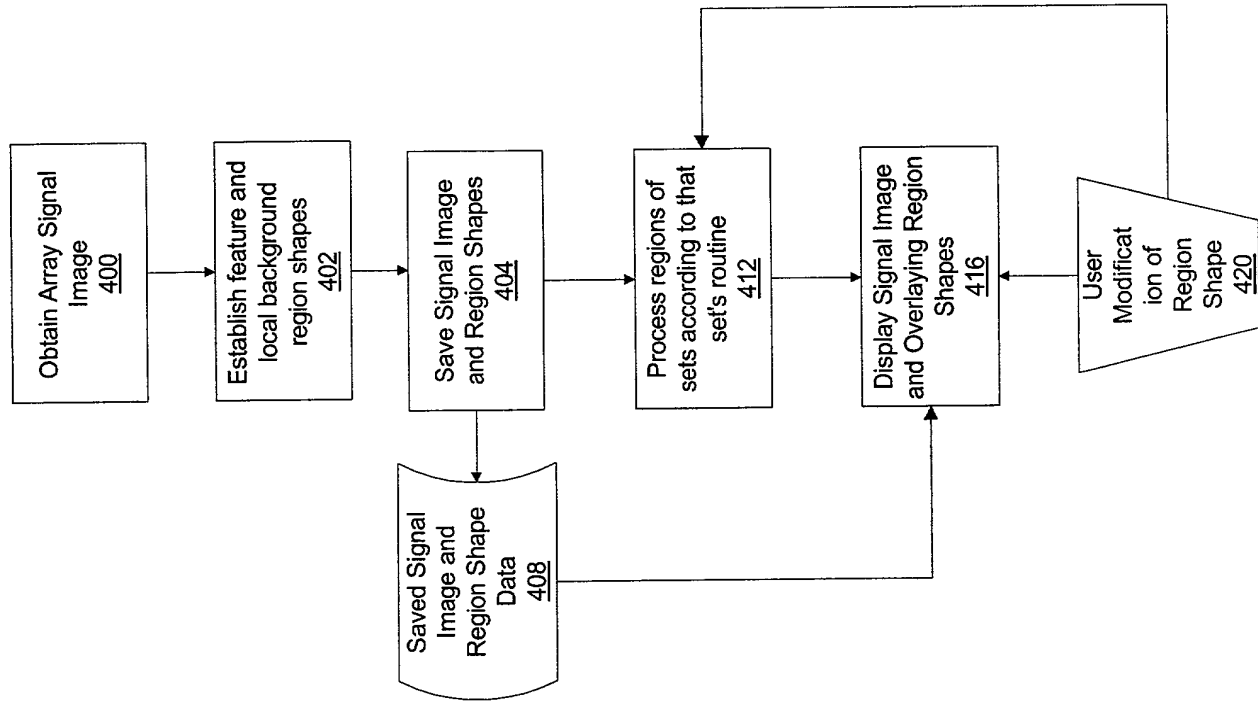 Obtain Array Signal
Image
400
Establish feature and
local background
region shapes
402
Save Signal Image
and Region Shapes
404
Saved Signal
Image and
Region Shape
Data
408
Process regions of
sets according to that
set's routine
412
Display Signal Image
and Overlaying Region
Shapes
416
User
Modificat
ion of
Region
Shape
420